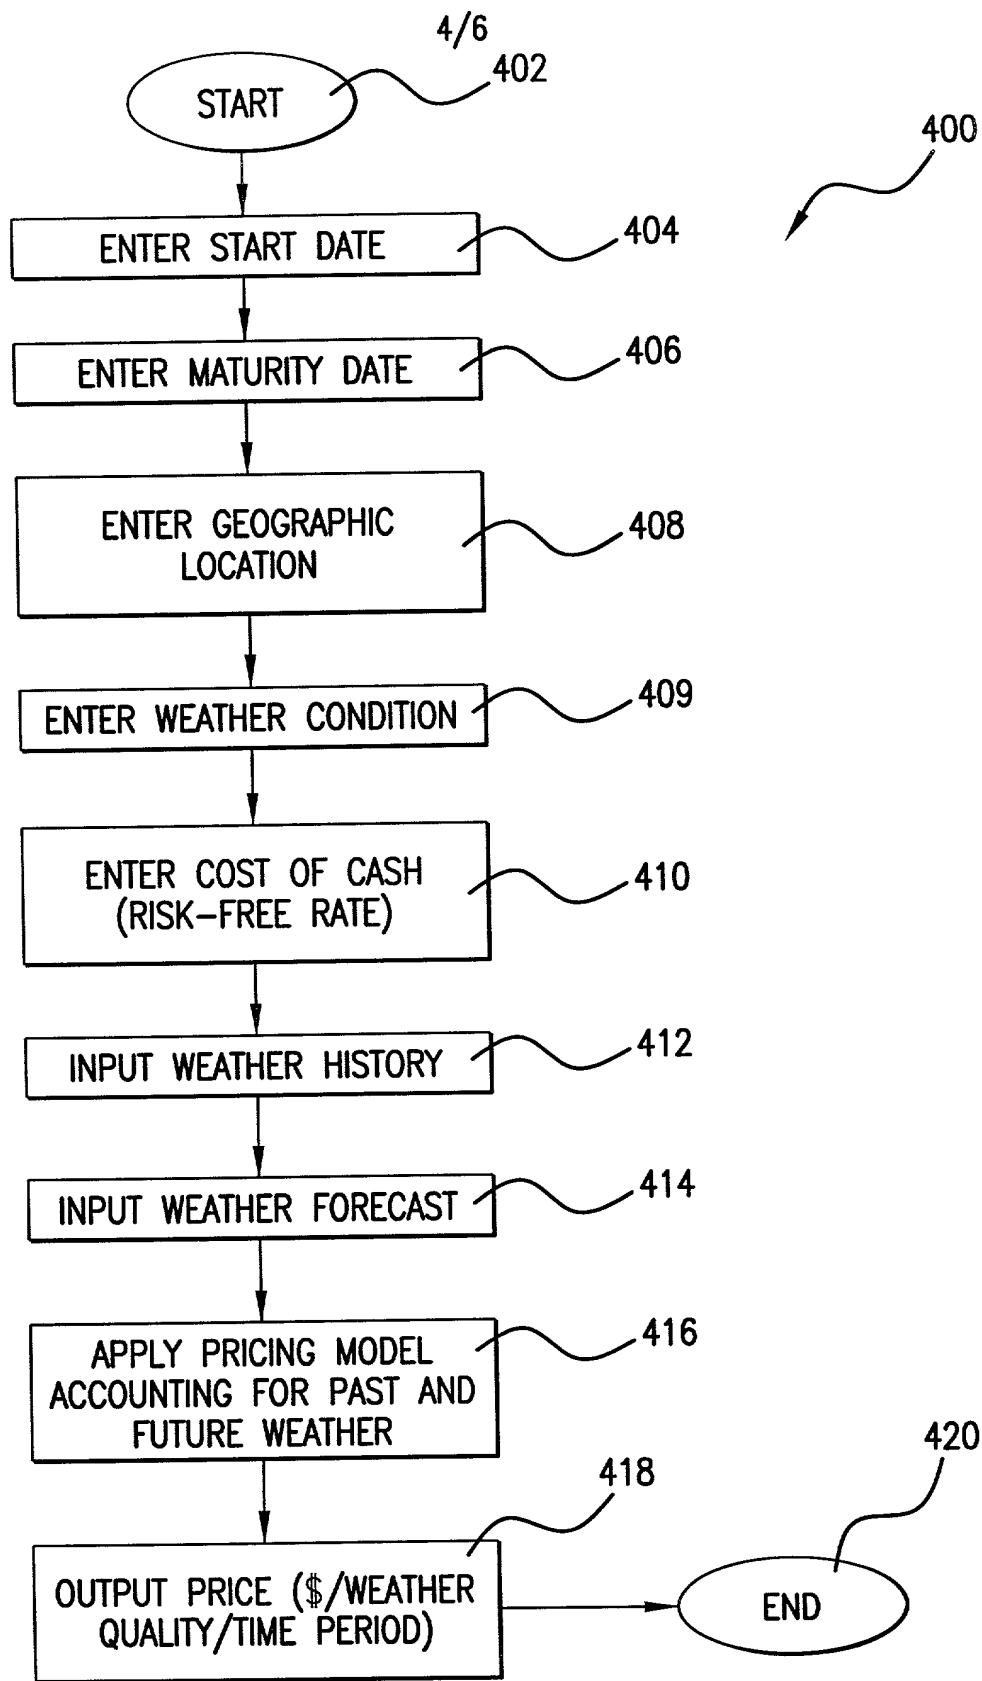 4/6
START
402
400
ENTER START DATE
404
ENTER MATURITY DATE
406
ENTER GEOGRAPHIC
LOCATION
408
ENTER WEATHER CONDITION
409
ENTER COST OF CASH
(RISK-FREE RATE)
410
INPUT WEATHER HISTORY
412
INPUT WEATHER FORECAST
414
APPLY PRICING MODEL
ACCOUNTING FOR PAST AND
FUTURE WEATHER
416
OUTPUT PRICE ($/WEATHER
QUALITY/TIME PERIOD)
418
END
420